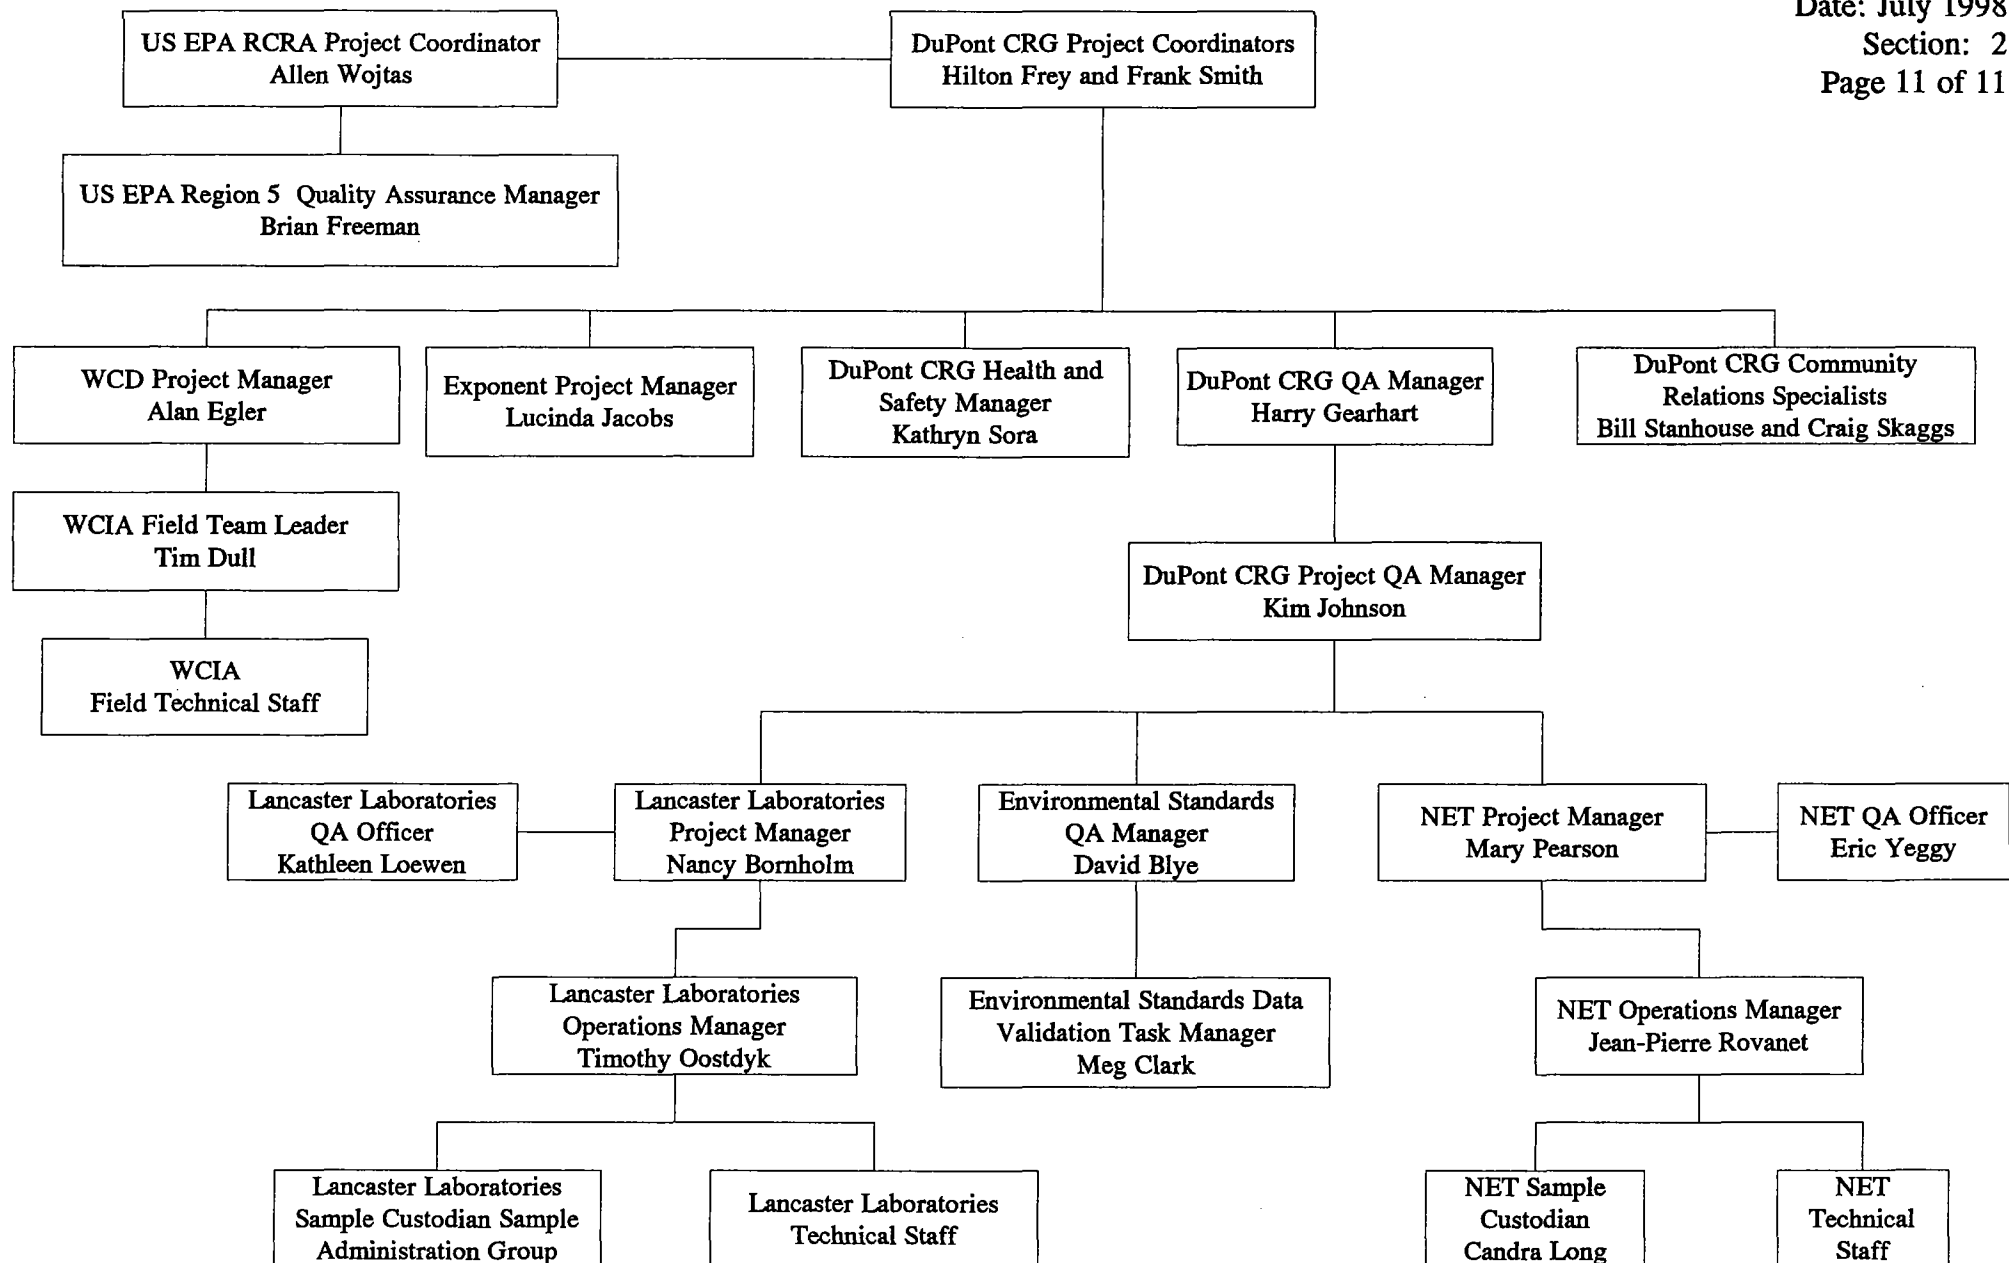 Date: July 1998
Section: 2
Page 11 of 11
US EPA RCRA Project Coordinator
Allen Wojtas
DuPont CRG Project Coordinators
Hilton Frey and Frank Smith
US EPA Region 5 Quality Assurance Manager
Brian Freeman
WCD Project Manager
Alan Egler
Exponent Project Manager
Lucinda Jacobs
DuPont CRG Health and
Safety Manager
Kathryn Sora
DuPont CRG QA Manager
Harry Gearhart
DuPont CRG Community
Relations Specialists
Bill Stanhouse and Craig Skaggs
WCIA Field Team Leader
Tim Dull
DuPont CRG Project QA Manager
Kim Johnson
WCIA
Field Technical Staff
Lancaster Laboratories
QA Officer
Kathleen Loewen
Lancaster Laboratories
Project Manager
Nancy Bornholm
Environmental Standards
QA Manager
David Blye
NET Project Manager
Mary Pearson
NET QA Officer
Eric Yeggy
Lancaster Laboratories
Operations Manager
Timothy Oostdyk
Environmental Standards Data
Validation Task Manager
Meg Clark
NET Operations Manager
Jean-Pierre Rovanet
Lancaster Laboratories
Sample Custodian Sample
Administration Group
Lancaster Laboratories
Technical Staff
NET Sample
Custodian
Candra Long
NET
Technical
Staff